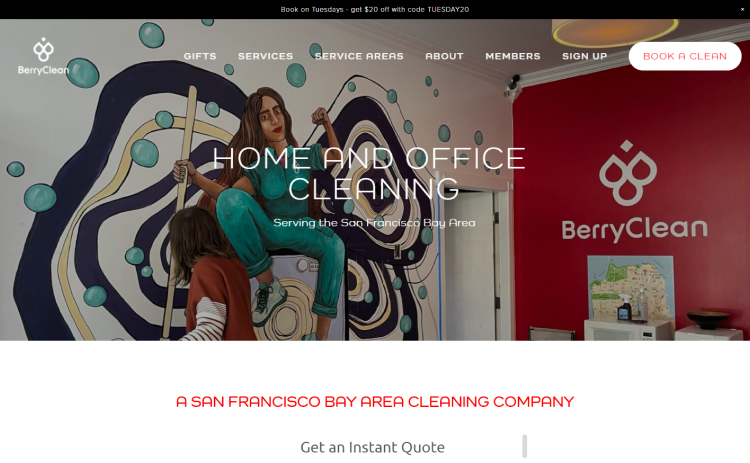 Book on Tuesdays - get $20 off with code TUESDAY20
×
BerryClean
GIFTS SERVICES SERVICE AREAS ABOUT MEMBERS SIGN UP BOOK A CLEAN
HOME AND OFFICE
CLEANING
Serving the San Francisco Bay Area
BerryClean
A SAN FRANCISCO BAY AREA CLEANING COMPANY
Get an Instant Quote